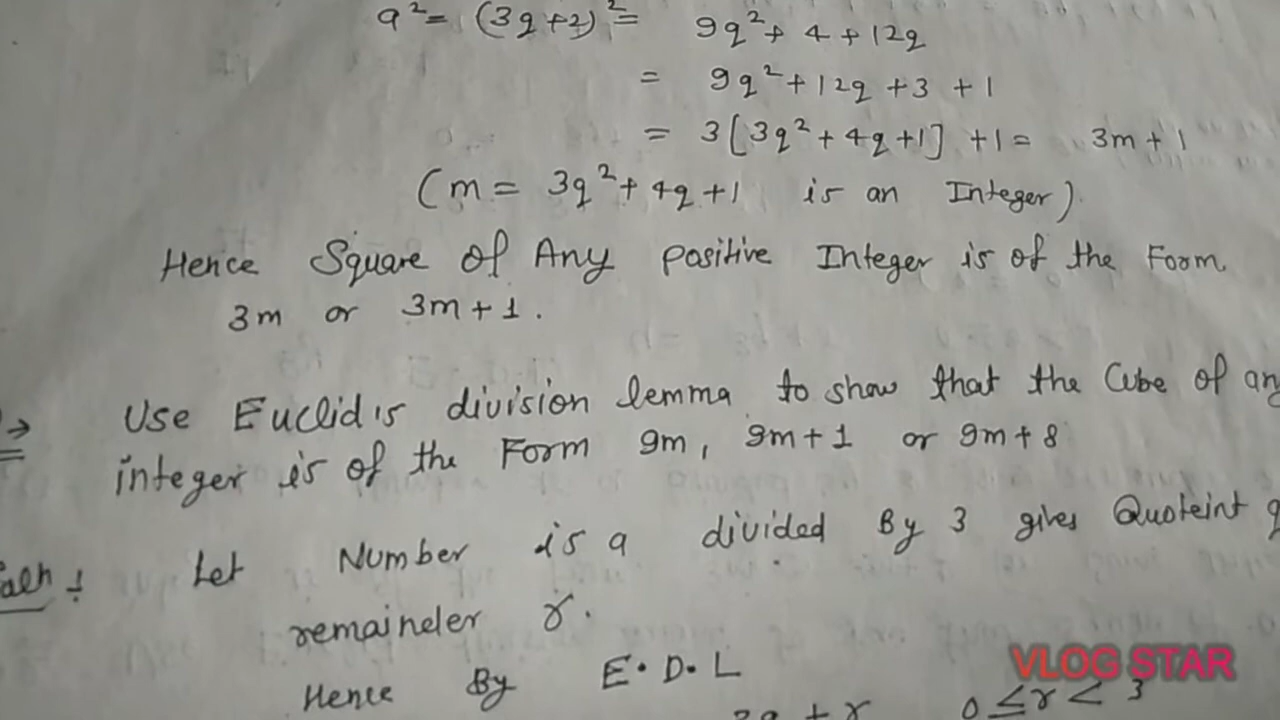 a² = (3q+2)² = 9q² + 4 + 12q
= 9q² + 12q + 3 + 1
= 3[3q² + 4q + 1] + 1 = 3m + 1
(m = 3q² + 4q + 1 is an Integer)
Hence Square of Any positive Integer is of the Form
3m or 3m + 1.
Use Euclid's division lemma to show that the Cube of any
integer is of the Form 9m, 9m+1 or 9m+8
Let Number is a divided By 3 gives Quoteint q
remainder r.
Hence By E.D.L
3q + r 0 ≤ r < 3
VLOG STAR